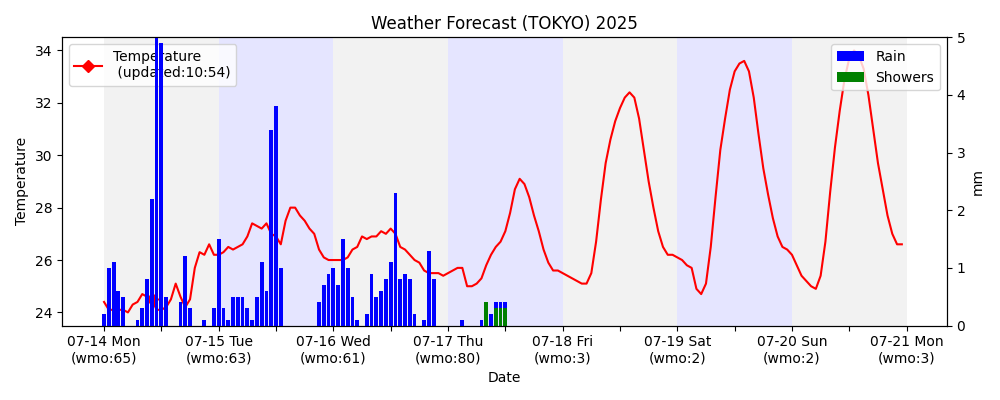 Weather Forecast (TOKYO) 2025
Temperature
(updated:10:54)
Rain
Showers
34
32
30
28
26
24
Temperature
5
4
3
2
1
0
mm
07-14 Mon
(wmo:65)
07-15 Tue
(wmo:63)
07-16 Wed
(wmo:61)
07-17 Thu
(wmo:80)
07-18 Fri
(wmo:3)
07-19 Sat
(wmo:2)
07-20 Sun
(wmo:2)
07-21 Mon
(wmo:3)
Date